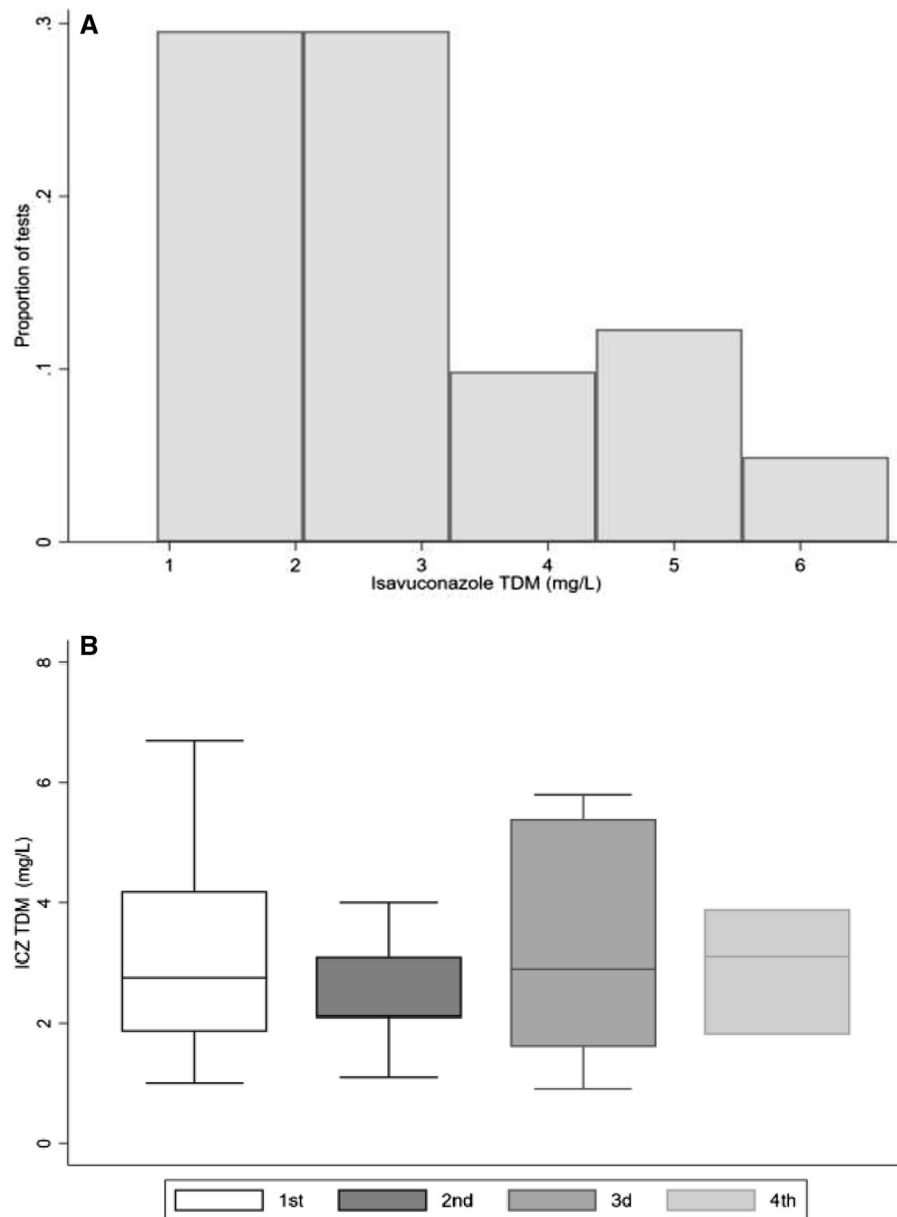 A
.3
.2
.1
0
Proportion of tests
1 2 3 4 5 6
Isavuconazole TDM (mg/L)
B
8
6
4
2
0
ICZ TDM (mg/L)
1st 2nd 3d 4th